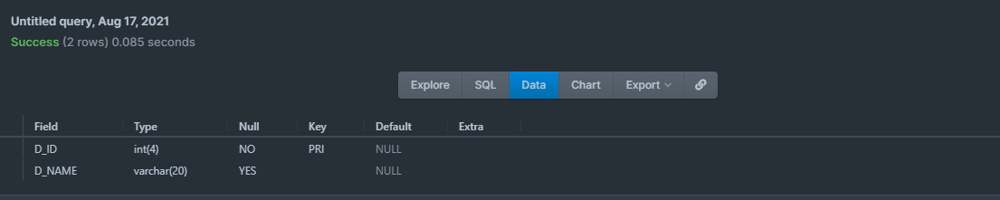 Untitled query, Aug 17, 2021
Success (2 rows) 0.085 seconds
Explore SQL Data Chart Export
Field Type Null Key Default Extra
D_ID int(4) NO PRI NULL
D_NAME varchar(20) YES NULL